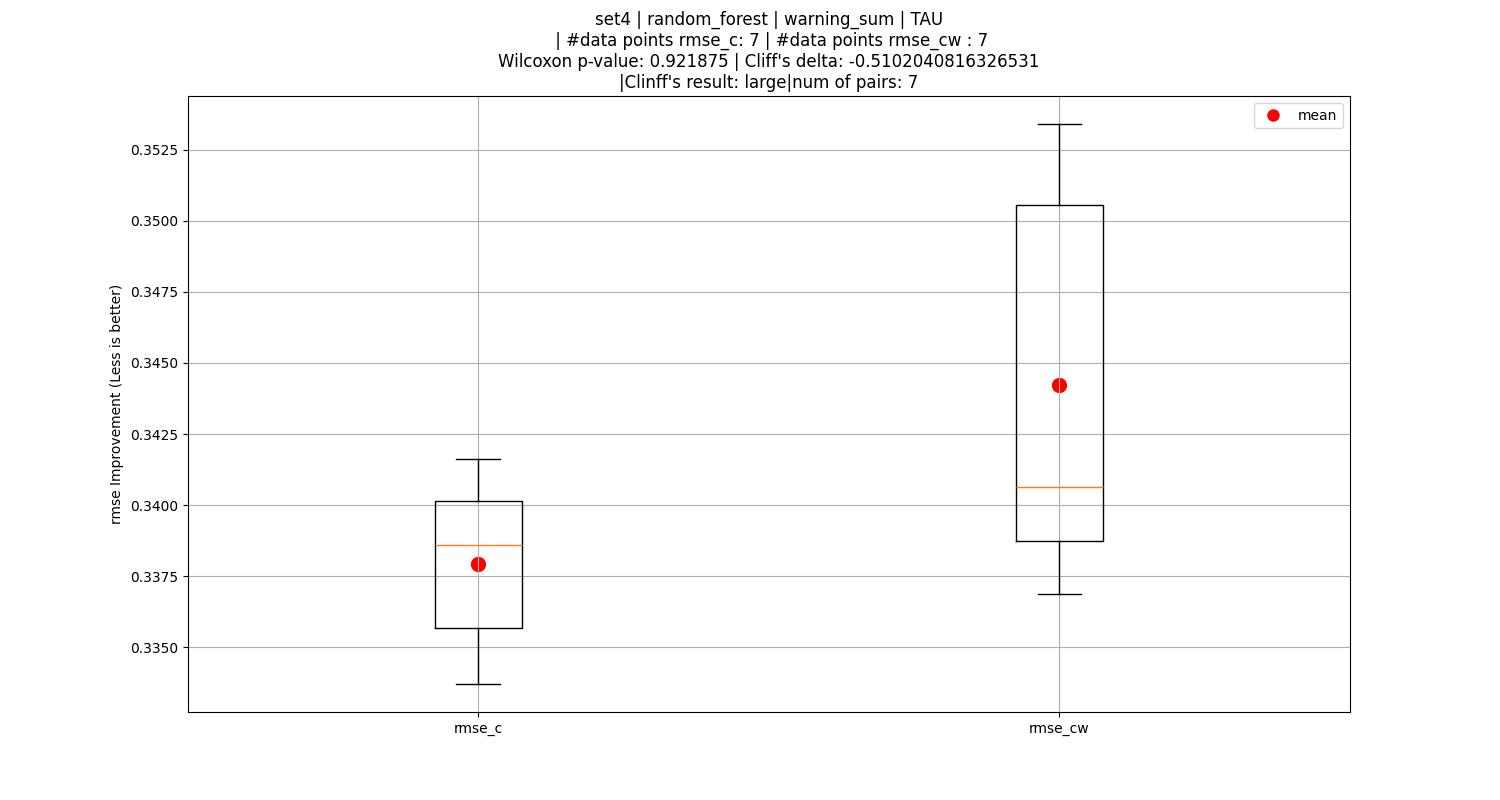 set4 | random_forest | warning_sum | TAU
| #data points rmse_c: 7 | #data points rmse_cw : 7
Wilcoxon p-value: 0.921875 | Cliff's delta: -0.5102040816326531
|Clinff's result: large|num of pairs: 7
mean
rmse Improvement (Less is better)
0.3525
0.3500
0.3475
0.3450
0.3425
0.3400
0.3375
0.3350
rmse_c
rmse_cw